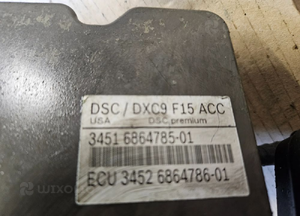 DSC / DXC9 F15 ACC
USA DSC premium
3451 6864785-01
ECU 3452 6864786-01